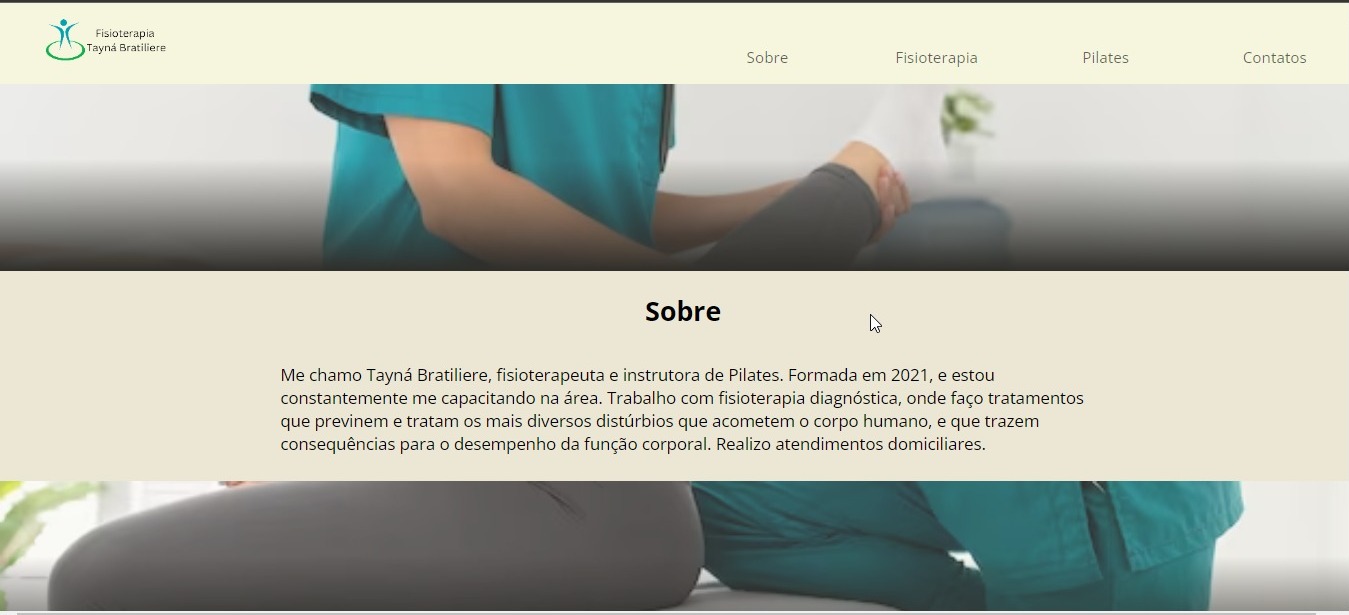 Fisioterapia
Tayná Bratiliere
Sobre
Fisioterapia
Pilates
Contatos
Sobre
Me chamo Tayná Bratiliere, fisioterapeuta e instrutora de Pilates. Formada em 2021, e estou
constantemente me capacitando na área. Trabalho com fisioterapia diagnóstica, onde faço tratamentos
que previnem e tratam os mais diversos distúrbios que acometem o corpo humano, e que trazem
consequências para o desempenho da função corporal. Realizo atendimentos domiciliares.